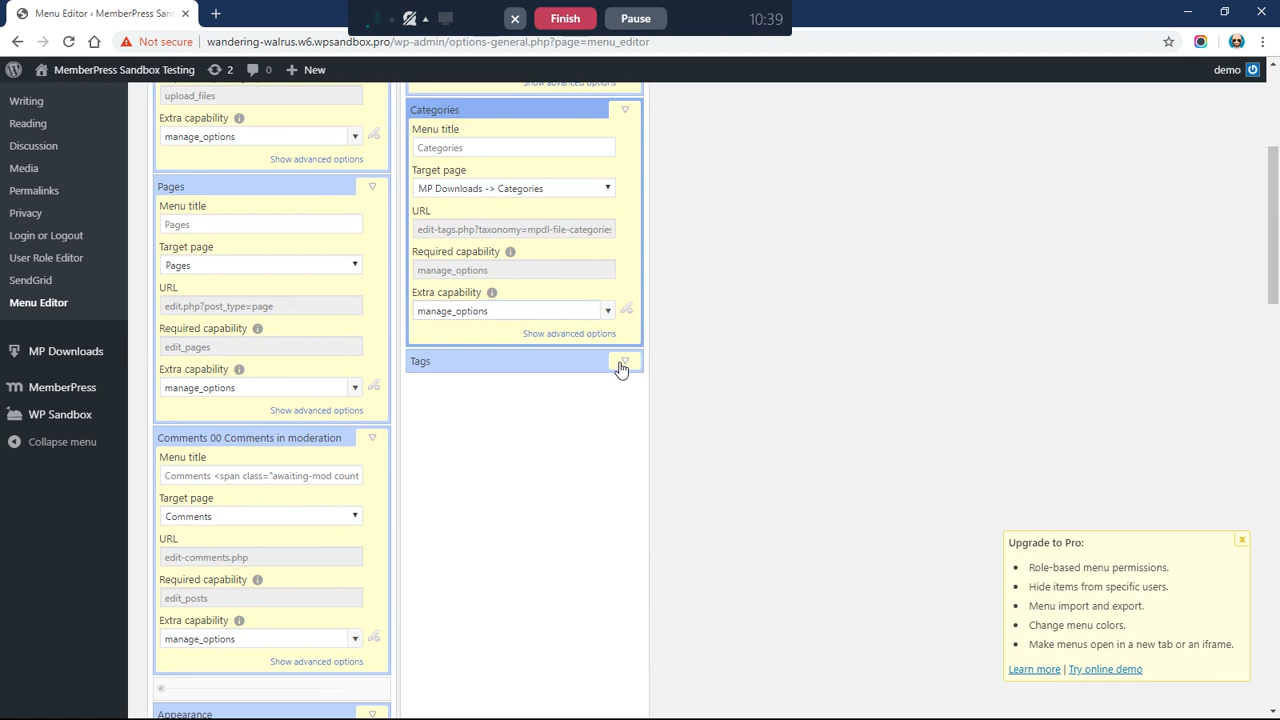 Menu Editor < MemberPress San
Finish
Pause
10:39
Not secure
wandering-walrus.w6.wpsandbox.pro/wp-admin/options-general.php?page=menu_editor
MemberPress Sandbox Testing
2
0
New
demo
Writing
Reading
Discussion
Media
Permalinks
Privacy
Login or Logout
User Role Editor
SendGrid
Menu Editor
MP Downloads
MemberPress
WP Sandbox
Collapse menu
upload_files
Extra capability
manage_options
Show advanced options
Pages
Menu title
Pages
Target page
Pages
URL
edit.php?post_type=page
Required capability
edit_pages
Extra capability
manage_options
Show advanced options
Comments 00 Comments in moderation
Menu title
Comments <span class="awaiting-mod count
Target page
Comments
URL
edit-comments.php
Required capability
edit_posts
Extra capability
manage_options
Show advanced options
Appearance
Show advanced options
Categories
Menu title
Categories
Target page
MP Downloads -> Categories
URL
edit-tags.php?taxonomy=mpdl-file-categories
Required capability
manage_options
Extra capability
manage_options
Show advanced options
Tags
Upgrade to Pro:
x
• Role-based menu permissions.
• Hide items from specific users.
• Menu import and export.
• Change menu colors.
• Make menus open in a new tab or an iframe.
Learn more | Try online demo